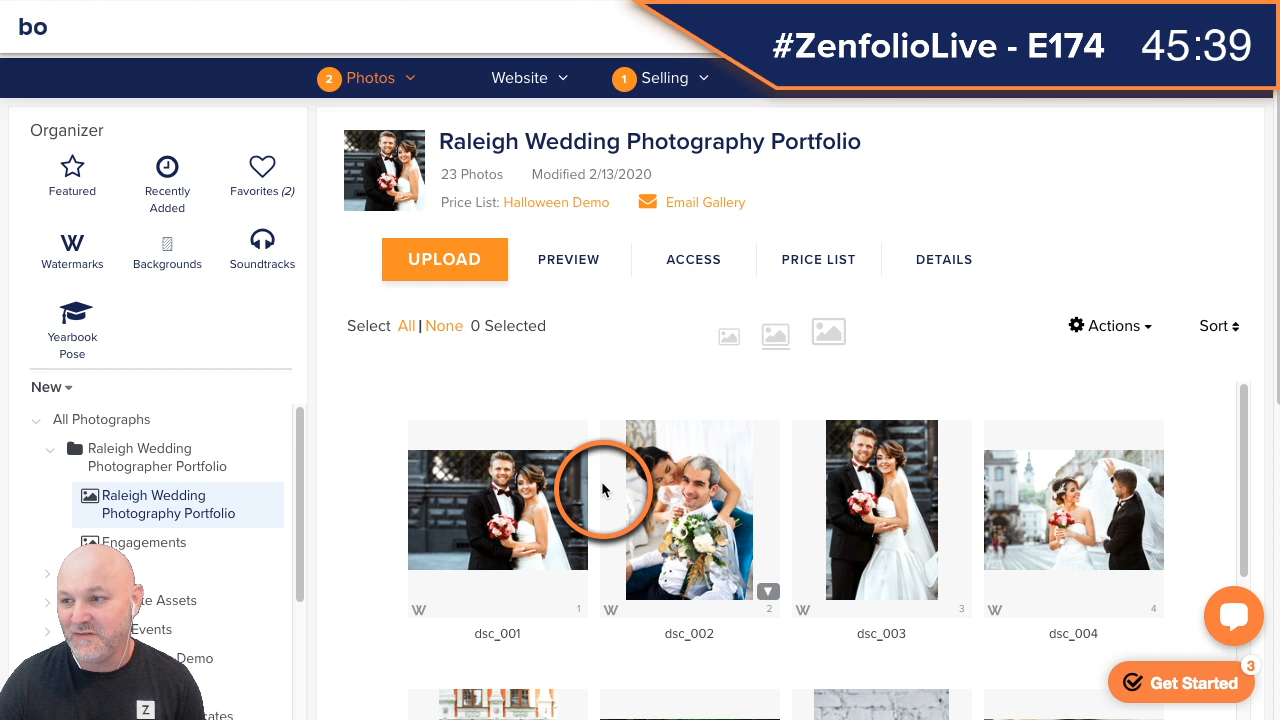 bo
#ZenfolioLive - E174 45:39
2 Photos
Website
1 Selling
Organizer
Featured
Recently
Added
Favorites (2)
Watermarks
Backgrounds
Soundtracks
Yearbook
Pose
New
All Photographs
Raleigh Wedding
Photographer Portfolio
Raleigh Wedding
Photography Portfolio
Engagements
te Assets
Events
Demo
cates
Z
Raleigh Wedding Photography Portfolio
23 Photos Modified 2/13/2020
Price List: Halloween Demo Email Gallery
UPLOAD PREVIEW ACCESS PRICE LIST DETAILS
Select All | None 0 Selected
Actions
Sort
W 1
W 2
W 3
W 4
dsc_001
dsc_002
dsc_003
dsc_004
3
Get Started